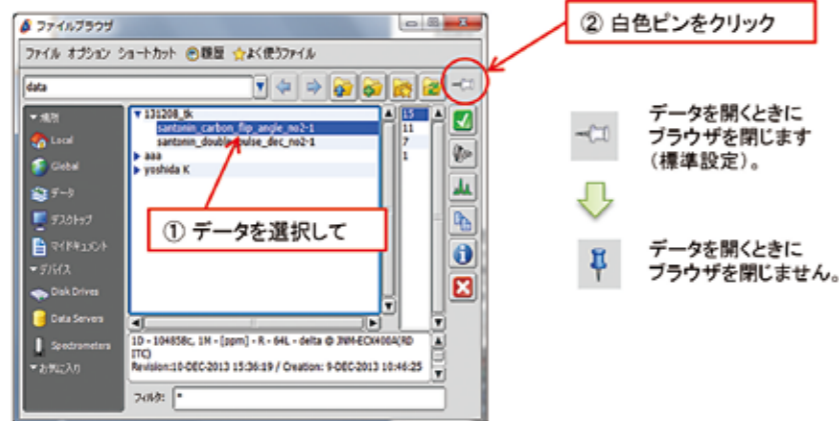 ファイルブラウザ
ファイル オプション ショートカット 履歴 よく使うファイル
data
場所
Local
Global
データ
デスクトップ
マイドキュメント
デバイス
Disk Drives
Data Servers
Spectrometers
お気に入り
131208_tk
santonin_carbon_flip_angle_no2-1
santonin_double_pulse_dec_no2-1
aaa
yoshida K
15
11
7
1
1D - 104858c, 1M - [ppm] - R - 64L - delta @ JNM-ECX400A(RD
ITC)
Revision:10-DEC-2013 15:36:19 / Creation: 9-DEC-2013 10:46:25
フィルタ: *
① データを選択して
② 白色ピンをクリック
データを開くときに
ブラウザを閉じます
（標準設定）。
データを開くときに
ブラウザを閉じません。